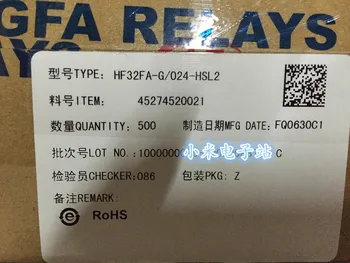 GFA RELAYS
型号TYPE: HF32FA-G/024-HSL2
料号ITEM: 45274520021
数量QUANTITY: 500 制造日期MFG DATE: FQ0630C1
批次号LOT NO.:1000000 C
小米电子站
检验员CHECKER:086 包装PKG: Z
备注REMARK:
e RoHS